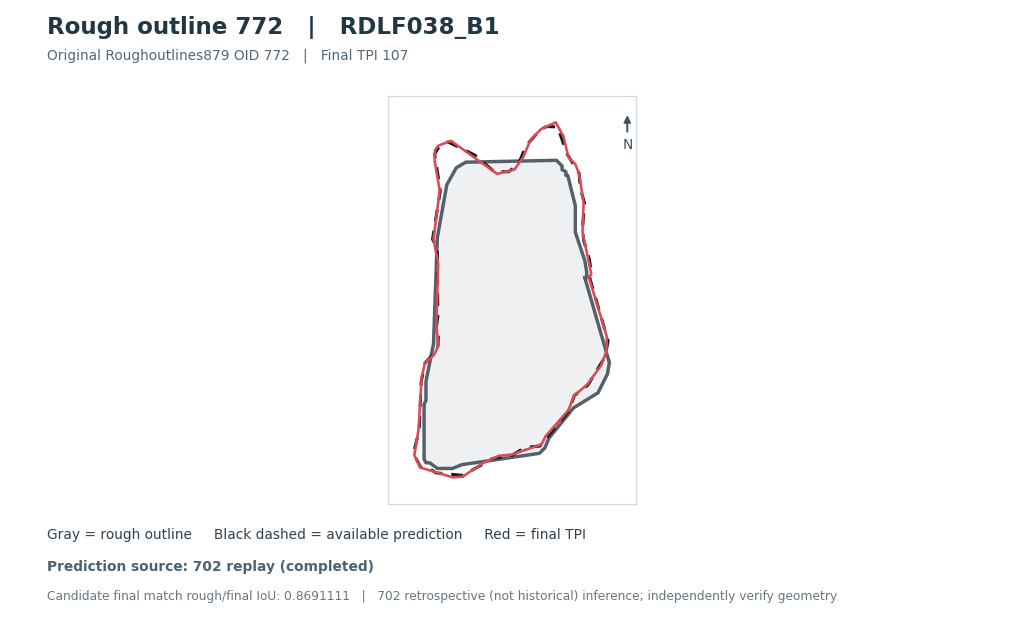 Rough outline 772   |   RDLF038_B1
Original Roughoutlines879 OID 772   |   Final TPI 107
N
Gray = rough outline     Black dashed = available prediction     Red = final TPI
Prediction source: 702 replay (completed)
Candidate final match rough/final IoU: 0.8691111   |   702 retrospective (not historical) inference; independently verify geometry